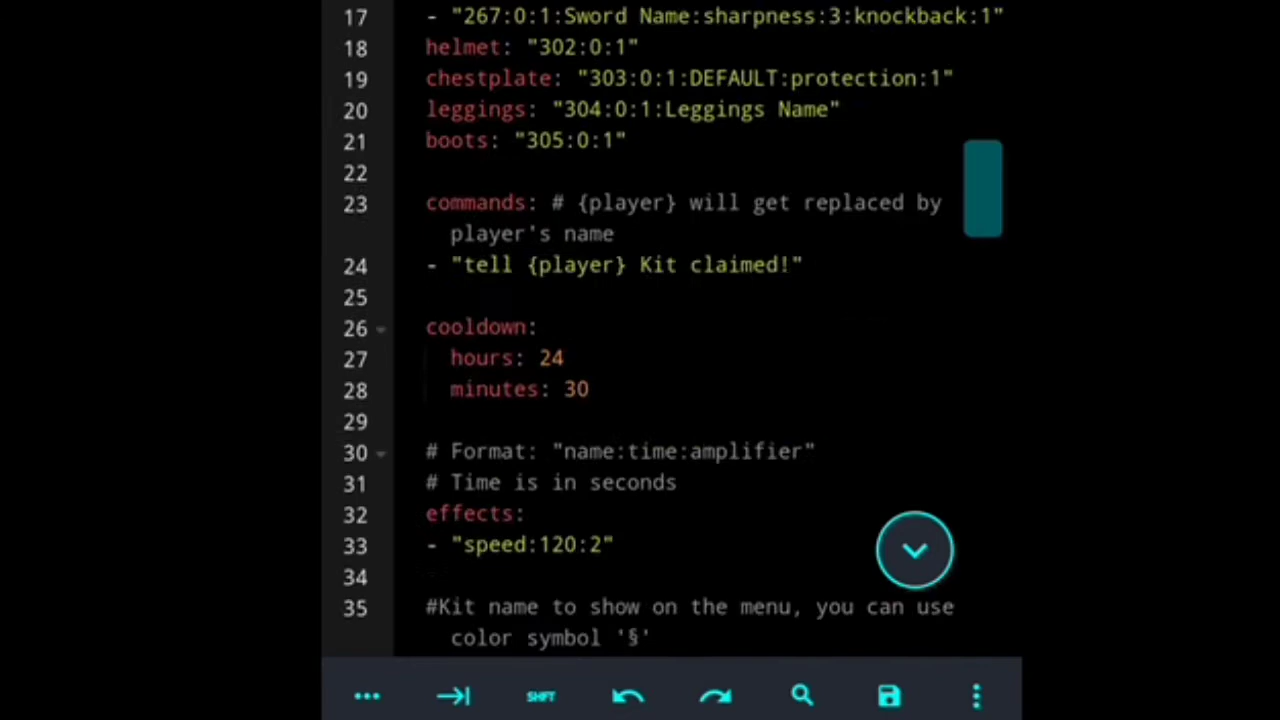 17 - "267:0:1:Sword Name:sharpness:3:knockback:1"
18 helmet: "302:0:1"
19 chestplate: "303:0:1:DEFAULT:protection:1"
20 leggings: "304:0:1:Leggings Name"
21 boots: "305:0:1"
22
23 commands: # {player} will get replaced by
player's name
24 - "tell {player} Kit claimed!"
25
26 cooldown:
27 hours: 24
28 minutes: 30
29
30 # Format: "name:time:amplifier"
31 # Time is in seconds
32 effects:
33 - "speed:120:2"
34
35 #Kit name to show on the menu, you can use
color symbol '§'
SHFT